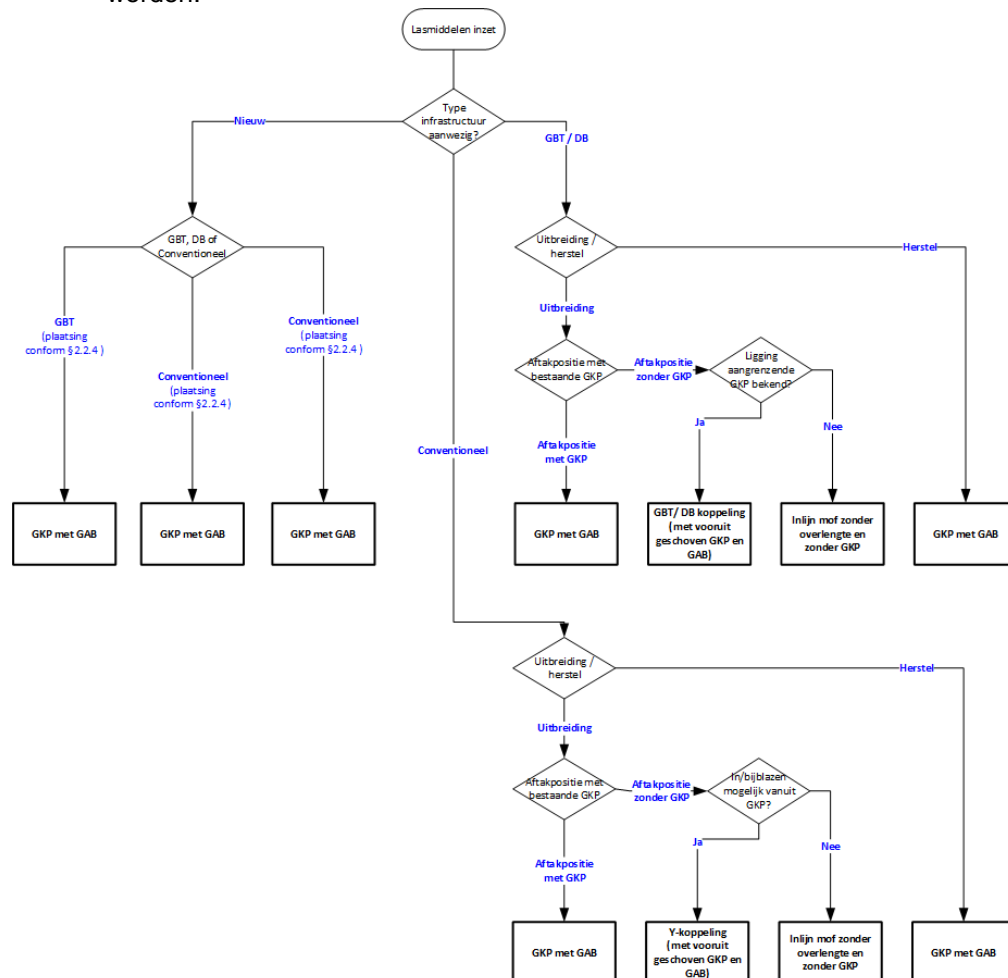 worden.
Lasmiddelen inzet
Type
infrastructuur
aanwezig?
Nieuw
GBT / DB
GBT, DB of
Conventioneel
Uitbreiding /
herstel
Herstel
Uitbreiding
GBT
(plaatsing
conform §2.2.4 )
Conventioneel
(plaatsing
conform §2.2.4 )
Conventioneel
(plaatsing
conform §2.2.4 )
Aftakpositie met
bestaande GKP
Aftakpositie
zonder GKP
Ligging
aangrenzende
GKP bekend?
Ja
Nee
Aftakpositie
met GKP
Conventioneel
GKP met GAB
GKP met GAB
GKP met GAB
GKP met GAB
GBT/ DB koppeling
(met vooruit
geschoven GKP en
GAB)
Inlijn mof zonder
overlengte en
zonder GKP
GKP met GAB
Uitbreiding /
herstel
Herstel
Uitbreiding
Aftakpositie met
bestaande GKP
Aftakpositie
zonder GKP
In/bijblazen
mogelijk vanuit
GKP?
Ja
Nee
Aftakpositie
met GKP
GKP met GAB
Y-koppeling
(met vooruit
geschoven GKP en
GAB)
Inlijn mof zonder
overlengte en
zonder GKP
GKP met GAB